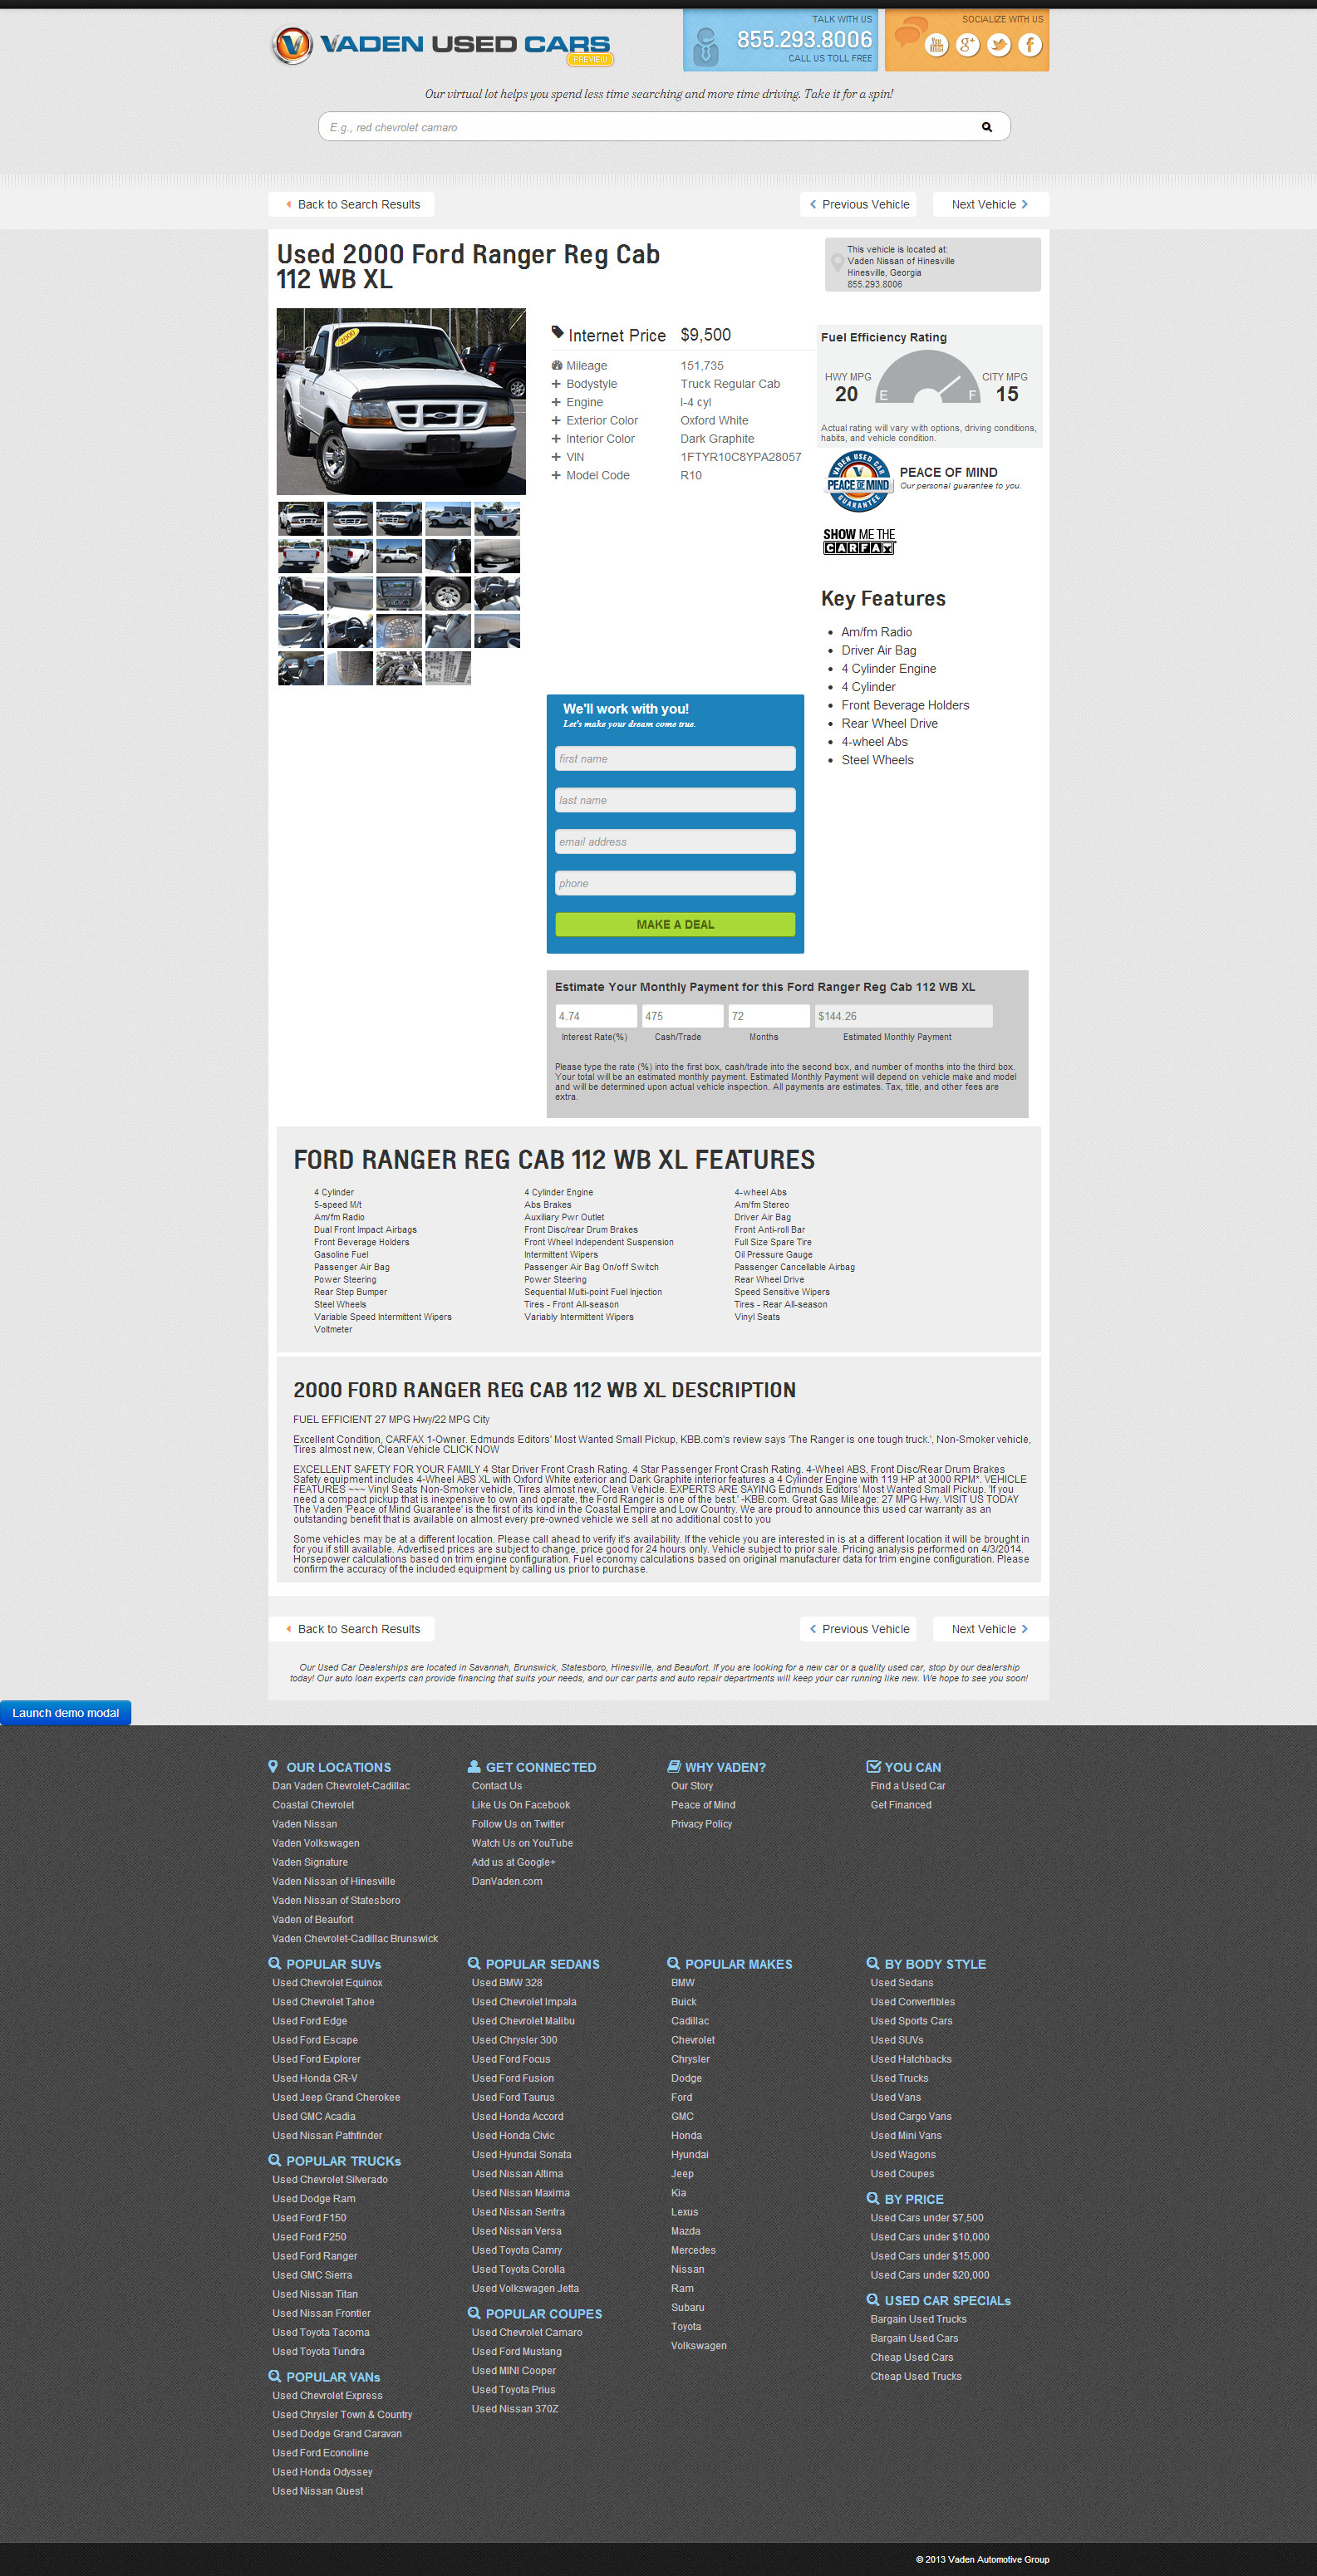 VADEN USED CARS
PREVIEW
TALK WITH US
855.293.8006
CALL US TOLL FREE
SOCIALIZE WITH US
Our virtual lot helps you spend less time searching and more time driving. Take it for a spin!
E.g., red chevrolet camaro
Back to Search Results
Previous Vehicle
Next Vehicle
Used 2000 Ford Ranger Reg Cab
112 WB XL
This vehicle is located at:
Vaden Nissan of Hinesville
Hinesville, Georgia
855.293.8006
2000
Internet Price $9,500
Mileage 151,735
Bodystyle Truck Regular Cab
Engine I-4 cyl
Exterior Color Oxford White
Interior Color Dark Graphite
VIN 1FTYR10C8YPA28057
Model Code R10
Fuel Efficiency Rating
HWY MPG
20
E F
CITY MPG
15
Actual rating will vary with options, driving conditions,
habits, and vehicle condition.
VADEN USED CAR
PEACE OF MIND
GUARANTEE
PEACE OF MIND
Our personal guarantee to you.
SHOW ME THE
CARFAX
Key Features
Am/fm Radio
Driver Air Bag
4 Cylinder Engine
4 Cylinder
Front Beverage Holders
Rear Wheel Drive
4-wheel Abs
Steel Wheels
We'll work with you!
Let's make your dream come true.
first name
last name
email address
phone
MAKE A DEAL
Estimate Your Monthly Payment for this Ford Ranger Reg Cab 112 WB XL
4.74 475 72 $144.26
Interest Rate(%) Cash/Trade Months Estimated Monthly Payment
Please type the rate (%) into the first box, cash/trade into the second box, and number of months into the third box.
Your total will be an estimated monthly payment. Estimated Monthly Payment will depend on vehicle make and model
and will be determined upon actual vehicle inspection. All payments are estimates. Tax, title, and other fees are
extra.
FORD RANGER REG CAB 112 WB XL FEATURES
4 Cylinder 4 Cylinder Engine 4-wheel Abs
5-speed M/t Abs Brakes Am/fm Stereo
Am/fm Radio Auxiliary Pwr Outlet Driver Air Bag
Dual Front Impact Airbags Front Disc/rear Drum Brakes Front Anti-roll Bar
Front Beverage Holders Front Wheel Independent Suspension Full Size Spare Tire
Gasoline Fuel Intermittent Wipers Oil Pressure Gauge
Passenger Air Bag Passenger Air Bag On/off Switch Passenger Cancellable Airbag
Power Steering Power Steering Rear Wheel Drive
Rear Step Bumper Sequential Multi-point Fuel Injection Speed Sensitive Wipers
Steel Wheels Tires - Front All-season Tires - Rear All-season
Variable Speed Intermittent Wipers Variably Intermittent Wipers Vinyl Seats
Voltmeter
2000 FORD RANGER REG CAB 112 WB XL DESCRIPTION
FUEL EFFICIENT 27 MPG Hwy/22 MPG City
Excellent Condition, CARFAX 1-Owner. Edmunds Editors' Most Wanted Small Pickup, KBB.com's review says 'The Ranger is one tough truck.', Non-Smoker vehicle,
Tires almost new, Clean Vehicle CLICK NOW
EXCELLENT SAFETY FOR YOUR FAMILY 4 Star Driver Front Crash Rating. 4 Star Passenger Front Crash Rating. 4-Wheel ABS, Front Disc/Rear Drum Brakes
Safety equipment includes 4-Wheel ABS XL with Oxford White exterior and Dark Graphite interior features a 4 Cylinder Engine with 119 HP at 3000 RPM*. VEHICLE
FEATURES ~~~ Vinyl Seats Non-Smoker vehicle, Tires almost new, Clean Vehicle. EXPERTS ARE SAYING Edmunds Editors' Most Wanted Small Pickup. 'If you
need a compact pickup that is inexpensive to own and operate, the Ford Ranger is one of the best.' -KBB.com. Great Gas Mileage: 27 MPG Hwy. VISIT US TODAY
The Vaden 'Peace of Mind Guarantee' is the first of its kind in the Coastal Empire and Low Country. We are proud to announce this used car warranty as an
outstanding benefit that is available on almost every pre-owned vehicle we sell at no additional cost to you
Some vehicles may be at a different location. Please call ahead to verify it's availability. If the vehicle you are interested in is at a different location it will be brought in
for you if still available. Advertised prices are subject to change, price good for 24 hours only. Vehicle subject to prior sale. Pricing analysis performed on 4/3/2014.
Horsepower calculations based on trim engine configuration. Fuel economy calculations based on original manufacturer data for trim engine configuration. Please
confirm the accuracy of the included equipment by calling us prior to purchase.
Back to Search Results
Previous Vehicle
Next Vehicle
Our Used Car Dealerships are located in Savannah, Brunswick, Statesboro, Hinesville, and Beaufort. If you are looking for a new car or a quality used car, stop by our dealership
today! Our auto loan experts can provide financing that suits your needs, and our car parts and auto repair departments will keep your car running like new. We hope to see you soon!
Launch demo modal
OUR LOCATIONS
Dan Vaden Chevrolet-Cadillac
Coastal Chevrolet
Vaden Nissan
Vaden Volkswagen
Vaden Signature
Vaden Nissan of Hinesville
Vaden Nissan of Statesboro
Vaden of Beaufort
Vaden Chevrolet-Cadillac Brunswick
GET CONNECTED
Contact Us
Like Us On Facebook
Follow Us on Twitter
Watch Us on YouTube
Add us at Google+
DanVaden.com
WHY VADEN?
Our Story
Peace of Mind
Privacy Policy
YOU CAN
Find a Used Car
Get Financed
POPULAR SUVs
Used Chevrolet Equinox
Used Chevrolet Tahoe
Used Ford Edge
Used Ford Escape
Used Ford Explorer
Used Honda CR-V
Used Jeep Grand Cherokee
Used GMC Acadia
Used Nissan Pathfinder
POPULAR TRUCKs
Used Chevrolet Silverado
Used Dodge Ram
Used Ford F150
Used Ford F250
Used Ford Ranger
Used GMC Sierra
Used Nissan Titan
Used Nissan Frontier
Used Toyota Tacoma
Used Toyota Tundra
POPULAR VANs
Used Chevrolet Express
Used Chrysler Town & Country
Used Dodge Grand Caravan
Used Ford Econoline
Used Honda Odyssey
Used Nissan Quest
POPULAR SEDANS
Used BMW 328
Used Chevrolet Impala
Used Chevrolet Malibu
Used Chrysler 300
Used Ford Focus
Used Ford Fusion
Used Ford Taurus
Used Honda Accord
Used Honda Civic
Used Hyundai Sonata
Used Nissan Altima
Used Nissan Maxima
Used Nissan Sentra
Used Nissan Versa
Used Toyota Camry
Used Toyota Corolla
Used Volkswagen Jetta
POPULAR COUPES
Used Chevrolet Camaro
Used Ford Mustang
Used MINI Cooper
Used Toyota Prius
Used Nissan 370Z
POPULAR MAKES
BMW
Buick
Cadillac
Chevrolet
Chrysler
Dodge
Ford
GMC
Honda
Hyundai
Jeep
Kia
Lexus
Mazda
Mercedes
Nissan
Ram
Subaru
Toyota
Volkswagen
BY BODY STYLE
Used Sedans
Used Convertibles
Used Sports Cars
Used SUVs
Used Hatchbacks
Used Trucks
Used Vans
Used Cargo Vans
Used Mini Vans
Used Wagons
Used Coupes
BY PRICE
Used Cars under $7,500
Used Cars under $10,000
Used Cars under $15,000
Used Cars under $20,000
USED CAR SPECIALs
Bargain Used Trucks
Bargain Used Cars
Cheap Used Cars
Cheap Used Trucks
© 2013 Vaden Automotive Group